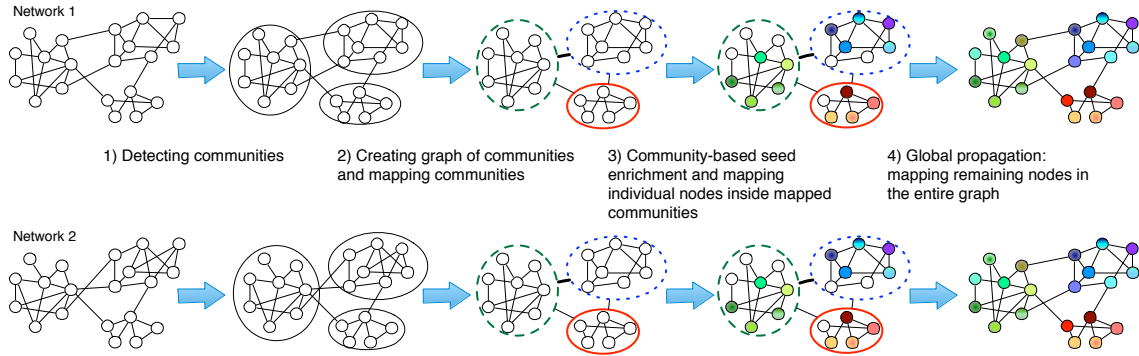 Network 1
1) Detecting communities
2) Creating graph of communities
and mapping communities
3) Community-based seed
enrichment and mapping
individual nodes inside mapped
communities
4) Global propagation:
mapping remaining nodes in
the entire graph
Network 2